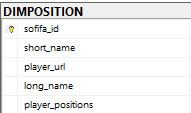 DIMPOSITION
sofifa_id
short_name
player_url
long_name
player_positions